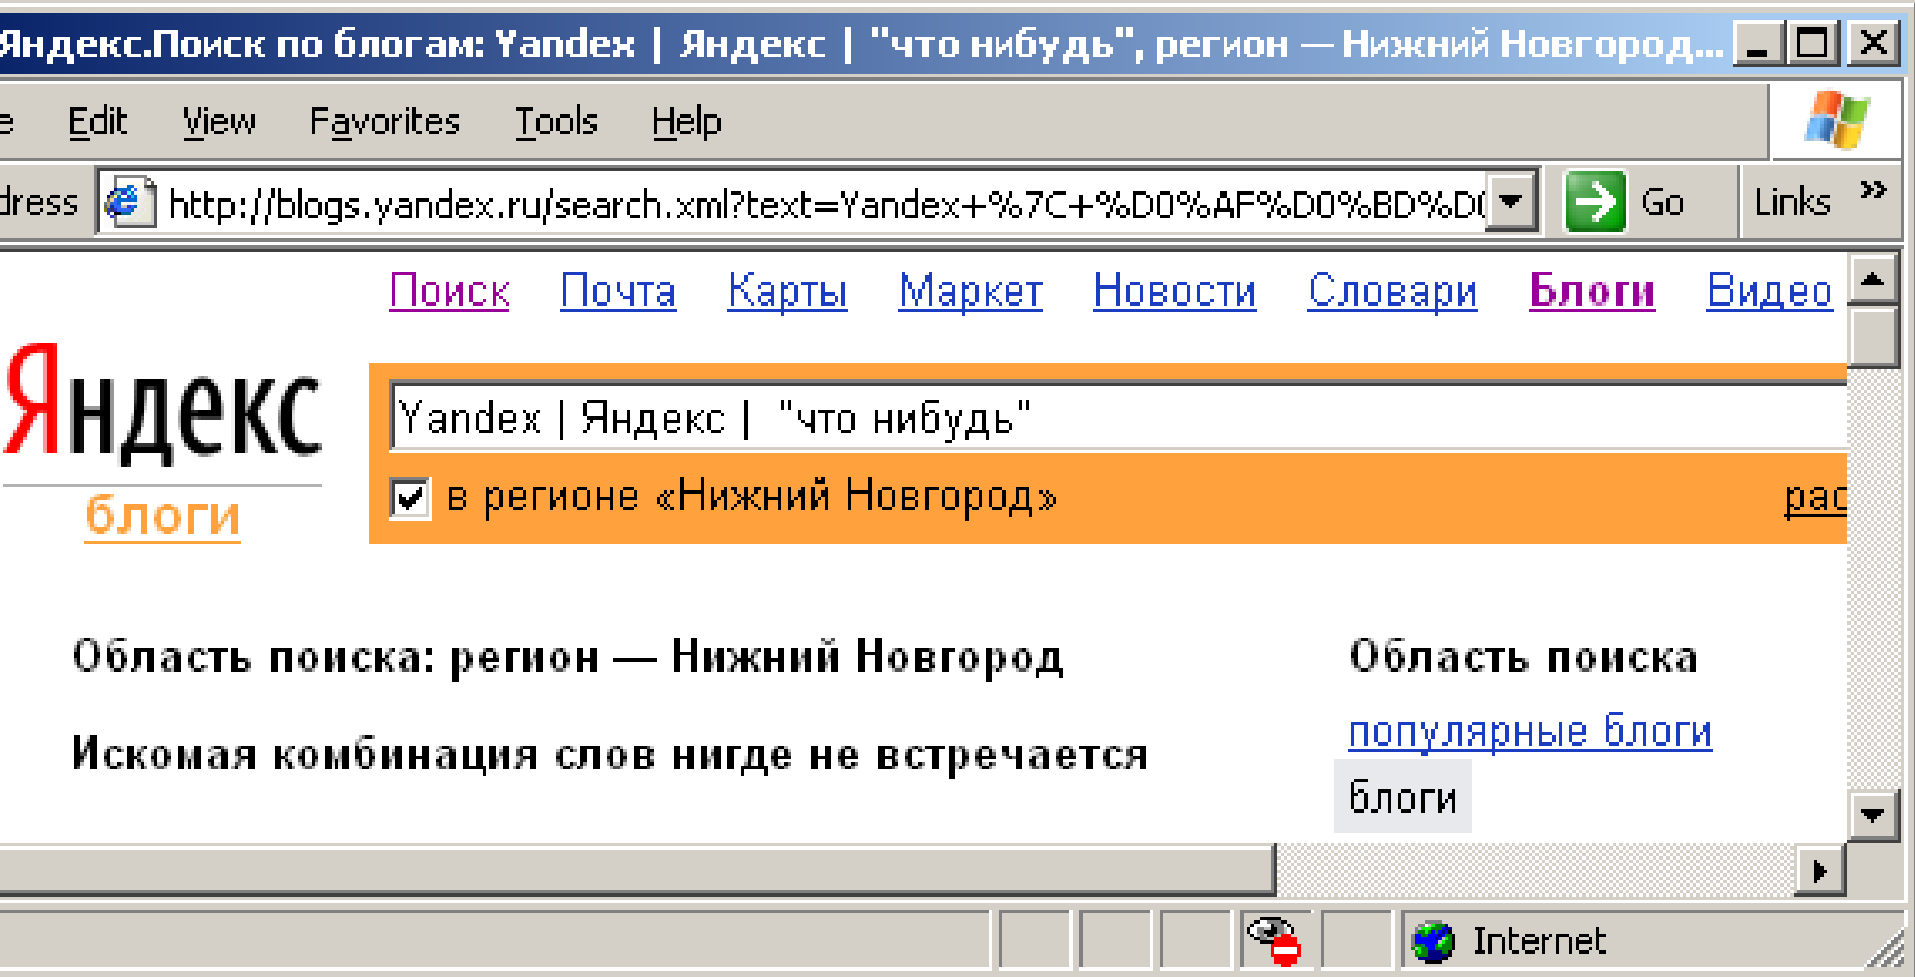 Яндекс.Поиск по блогам: Yandex | Яндекс | "что нибудь", регион — Нижний Новгород...
e Edit View Favorites Tools Help
dress http://blogs.yandex.ru/search.xml?text=Yandex+%7C+%D0%AF%D0%BD%D0 Go Links »
Поиск Почта Карты Маркет Новости Словари Блоги Видео
Яндекс
блоги
Yandex | Яндекс | "что нибудь"
в регионе «Нижний Новгород» рас
Область поиска: регион — Нижний Новгород
Искомая комбинация слов нигде не встречается
Область поиска
популярные блоги
блоги
Internet